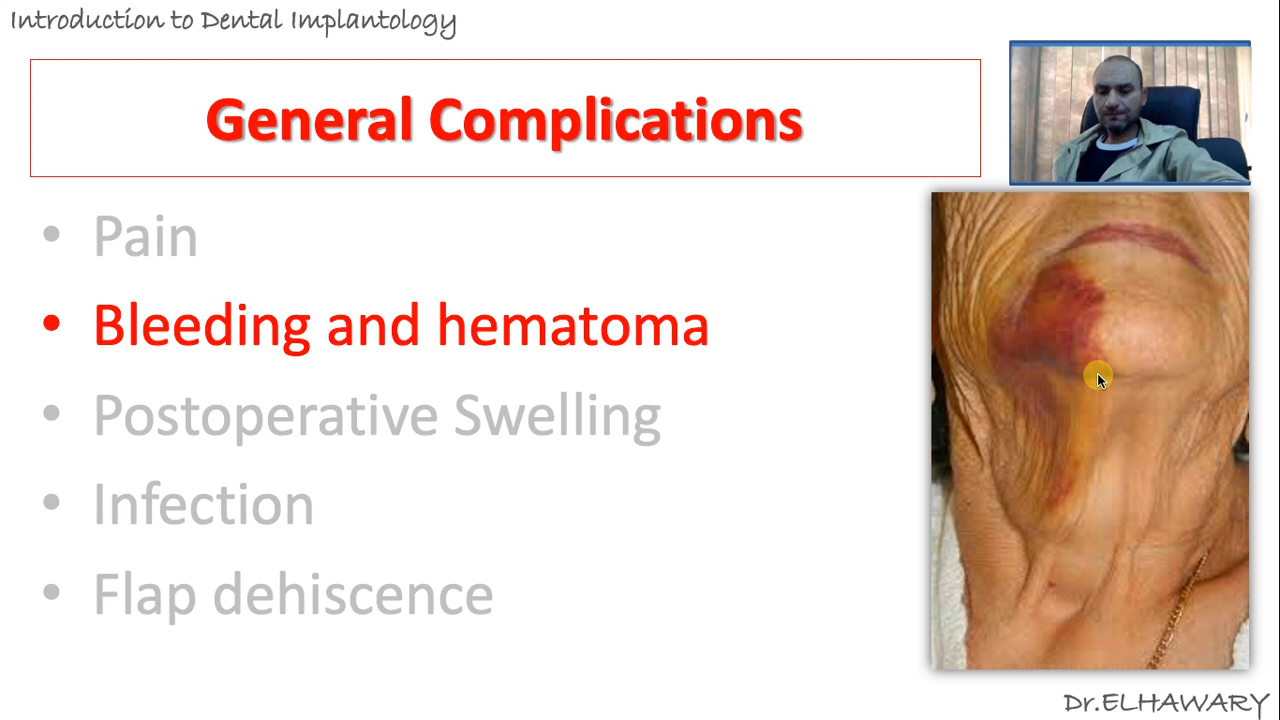 Introduction to Dental Implantology
General Complications
• Pain
• Bleeding and hematoma
• Postoperative Swelling
• Infection
• Flap dehiscence
Dr.ELHAWARY